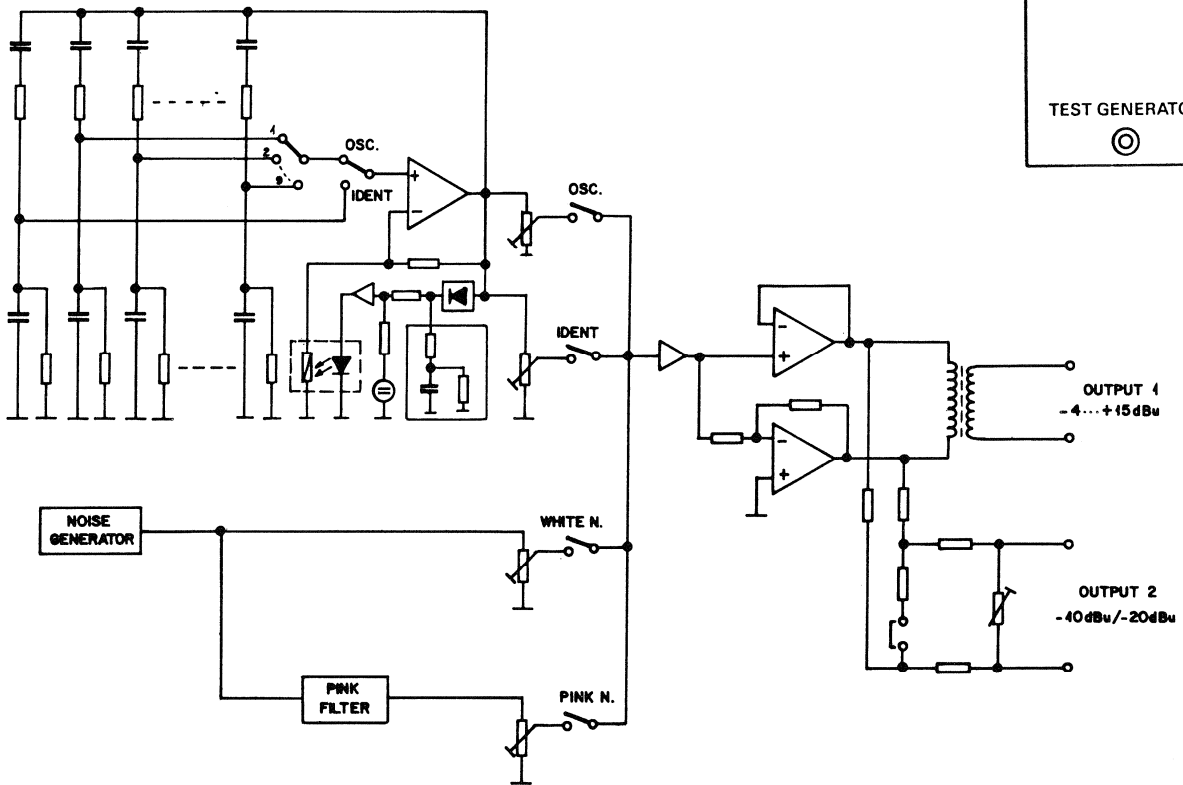 TEST GENERATO
1
OSC.
2
9
IDENT
+
-
OSC.
IDENT
-
+
OUTPUT 1
-4...+15dBu
-
+
NOISE
GENERATOR
WHITE N.
OUTPUT 2
-10dBu/-20dBu
PINK
FILTER
PINK N.